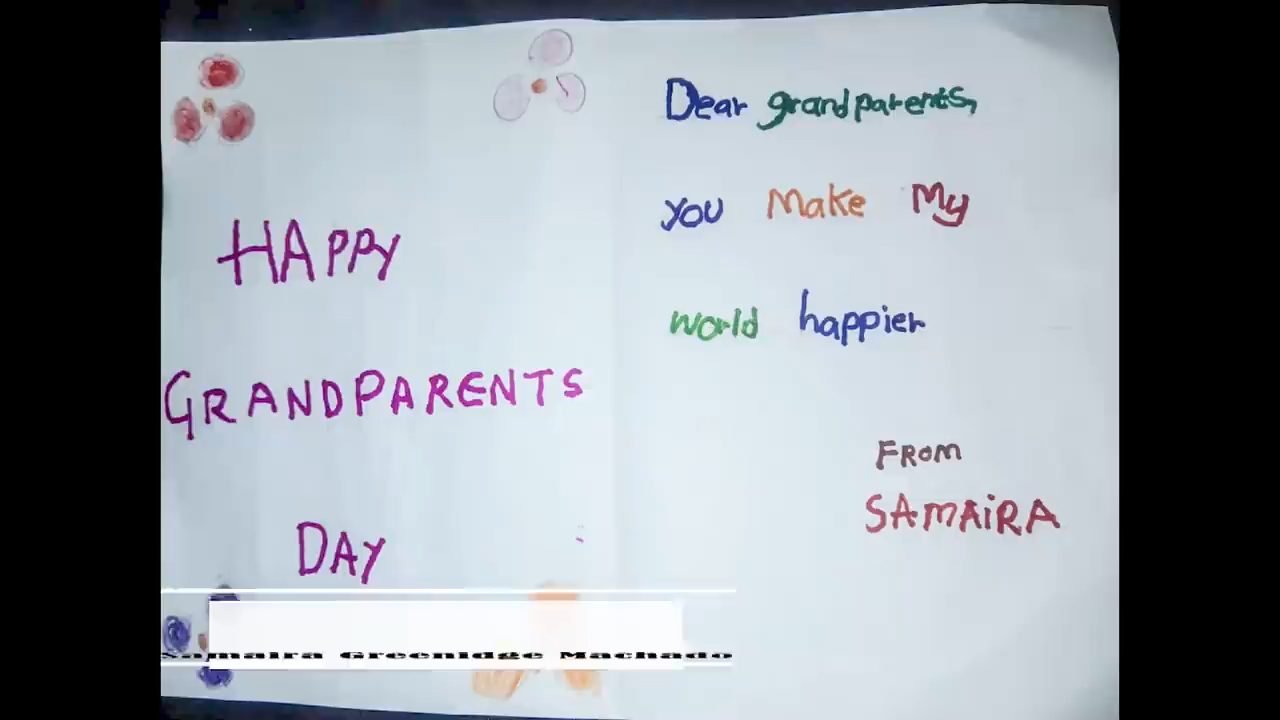 HAPPY
GRANDPARENTS
DAY
Dear grandparents,
you Make My
world happier
FROM
SAMAiRA
Samaira Greenidge Machado